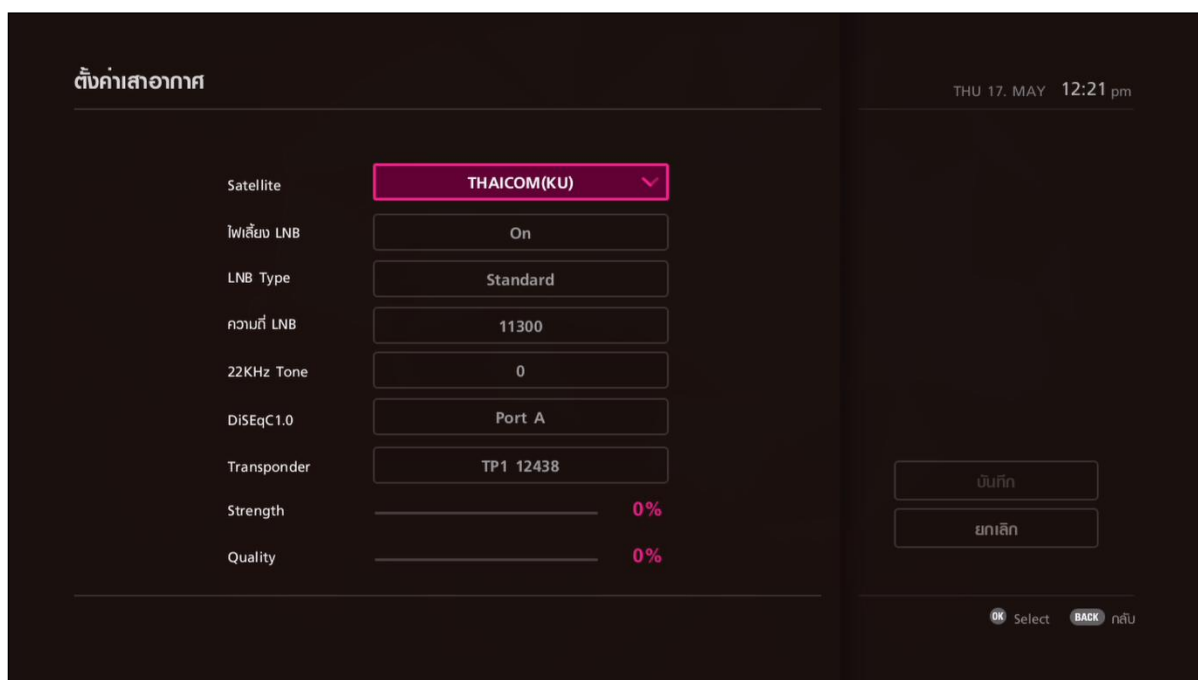 ตั้งค่าเสาอากาศ
THU 17. MAY 12:21 pm
Satellite THAICOM(KU)
ไฟเลี้ยง LNB On
LNB Type Standard
ความถี่ LNB 11300
22KHz Tone 0
DiSEqC1.0 Port A
Transponder TP1 12438
Strength 0%
Quality 0%
บันทึก
ยกเลิก
OK Select BACK กลับ